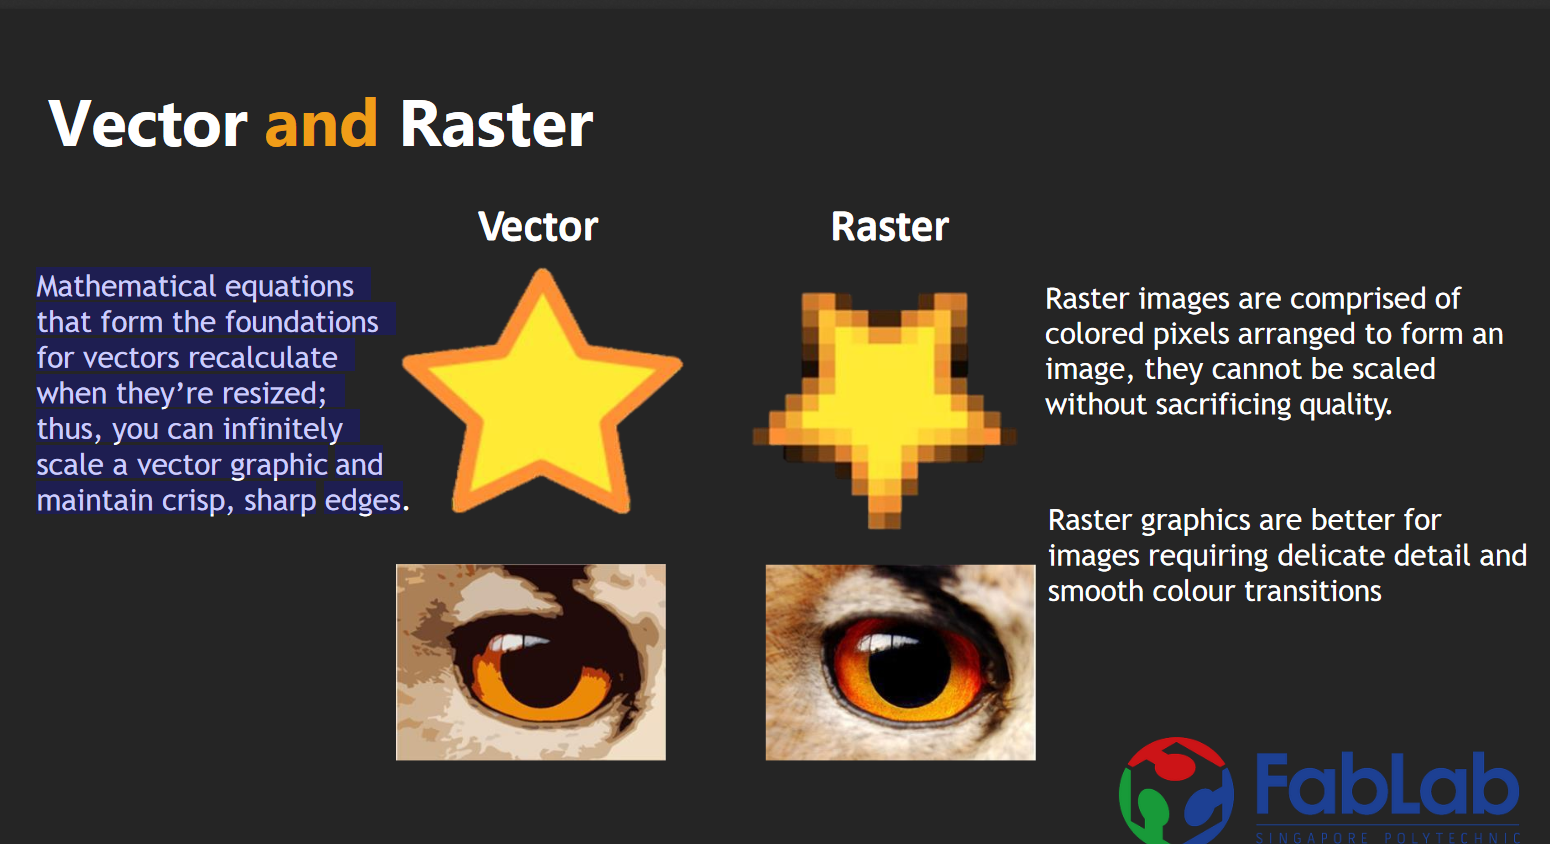 Vector and Raster
Vector
Raster
Mathematical equations
that form the foundations
for vectors recalculate
when they’re resized;
thus, you can infinitely
scale a vector graphic and
maintain crisp, sharp edges.
Raster images are comprised of
colored pixels arranged to form an
image, they cannot be scaled
without sacrificing quality.
Raster graphics are better for
images requiring delicate detail and
smooth colour transitions
FabLab
SINGAPORE POLYTECHNIC